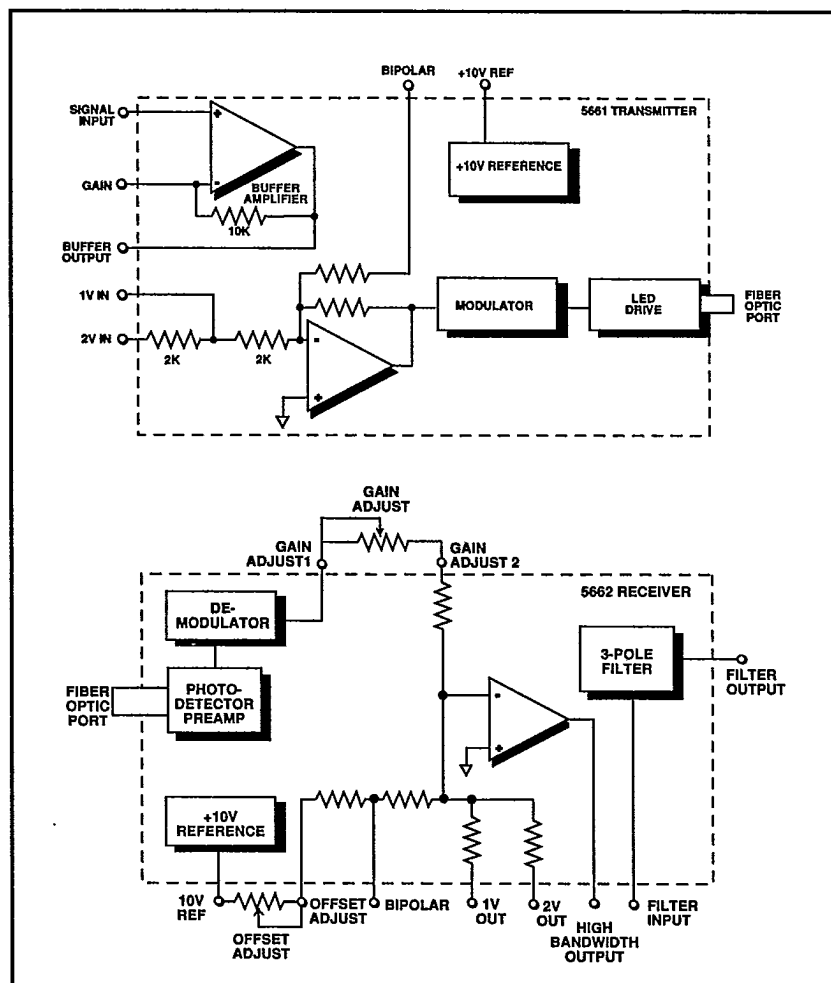 BIPOLAR
+10V REF
SIGNAL
INPUT
5661 TRANSMITTER
+
-
+10V REFERENCE
GAIN
BUFFER
AMPLIFIER
10K
BUFFER
OUTPUT
1V IN
MODULATOR
LED
DRIVE
FIBER
OPTIC
PORT
2V IN
2K
2K
-
+
GAIN
ADJUST
GAIN
ADJUST1
GAIN
ADJUST 2
5662 RECEIVER
DE-
MODULATOR
3-POLE
FILTER
FILTER
OUTPUT
FIBER
OPTIC
PORT
PHOTO-
DETECTOR
PREAMP
-
+
+10V
REFERENCE
10V
REF
OFFSET
ADJUST
OFFSET
ADJUST
BIPOLAR
1V
OUT
2V
OUT
HIGH
BANDWIDTH
OUTPUT
FILTER
INPUT